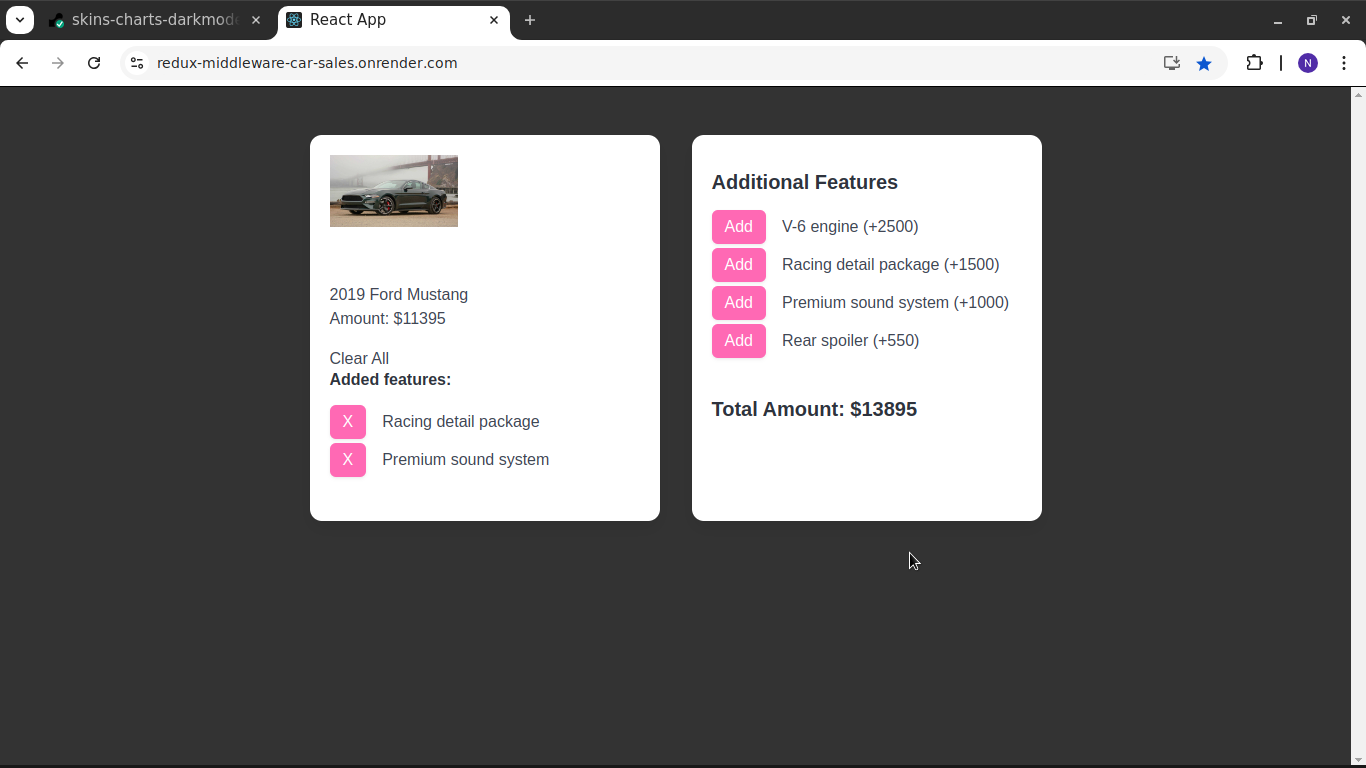 skins-charts-darkmod
React App
redux-middleware-car-sales.onrender.com
N
2019 Ford Mustang
Amount: $11395
Clear All
Added features:
X Racing detail package
X Premium sound system
Additional Features
Add V-6 engine (+2500)
Add Racing detail package (+1500)
Add Premium sound system (+1000)
Add Rear spoiler (+550)
Total Amount: $13895